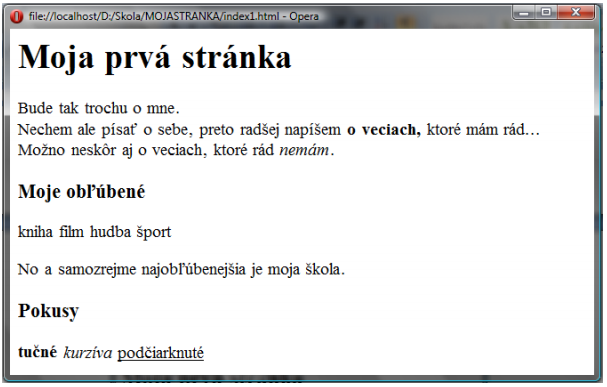 file://localhost/D:/Skola/MOJASTRANKA/index1.html - Opera
Moja prvá stránka
Bude tak trochu o mne.
Nechem ale písať o sebe, preto radšej napíšem o veciach, ktoré mám rád...
Možno neskôr aj o veciach, ktoré rád nemám.
Moje obľúbené
kniha film hudba šport
No a samozrejme najobľúbenejšia je moja škola.
Pokusy
tučné kurzíva podčiarknuté